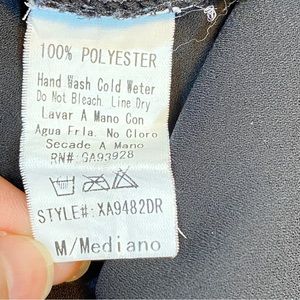 100% POLYESTER
Hand Wash Cold Weter
Do Not Bleach. Line Dry
Lavar A Mano Con
Agua Fria. No Cloro
Secade A Mano
RN#: GA93928
STYLE#: XA9482DR
M/Mediano